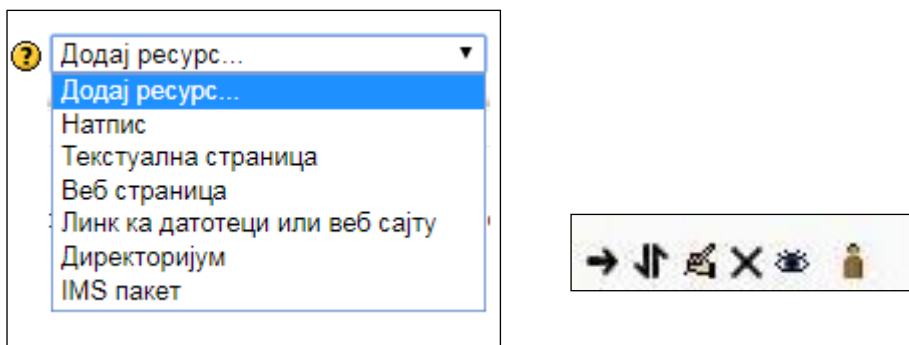 Додај ресурс...
Додај ресурс...
Натпис
Текстуална страница
Веб страница
Линк ка датотеци или веб сајту
Директоријум
IMS пакет